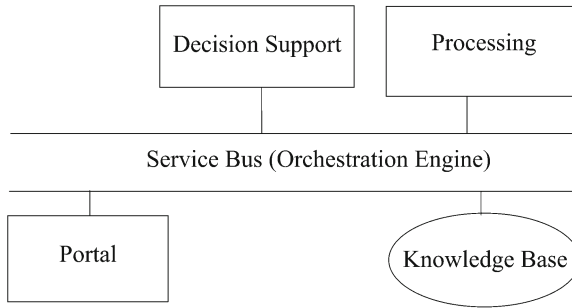 Decision Support
Processing
Service Bus (Orchestration Engine)
Portal
Knowledge Base